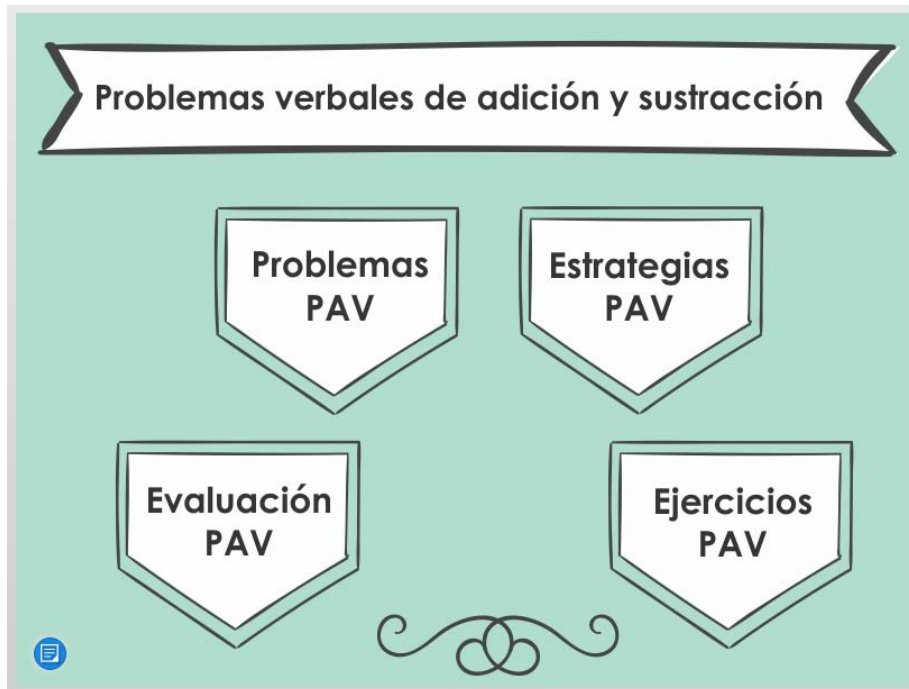 Problemas verbales de adición y sustracción
Problemas
PAV
Estrategias
PAV
Evaluación
PAV
Ejercicios
PAV